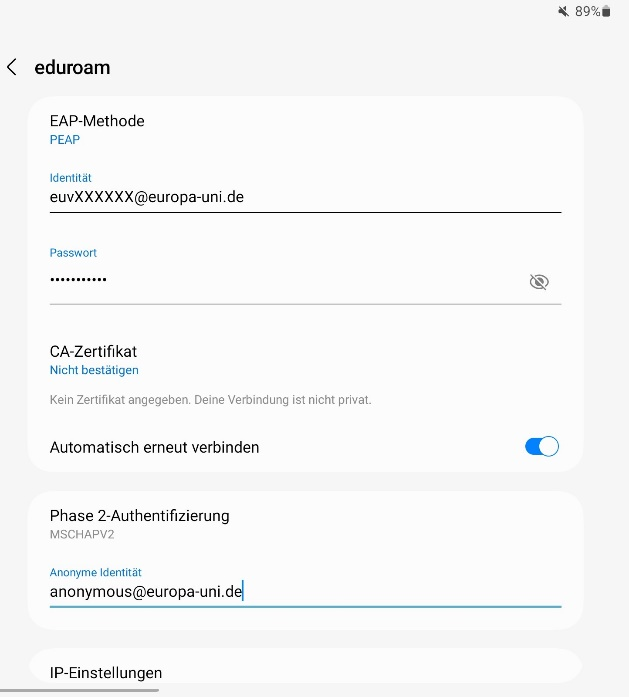 89%
eduroam
EAP-Methode
PEAP
Identität
euvXXXXXX@europa-uni.de
Passwort
•••••••••••
CA-Zertifikat
Nicht bestätigen
Kein Zertifikat angegeben. Deine Verbindung ist nicht privat.
Automatisch erneut verbinden
Phase 2-Authentifizierung
MSCHAPV2
Anonyme Identität
anonymous@europa-uni.de
IP-Einstellungen